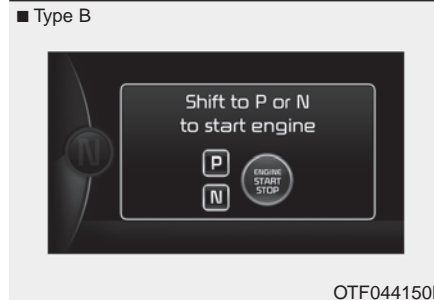 ■ Type B
Shift to P or N
to start engine
N
P
ENGINE
START
STOP
N
OTF044150